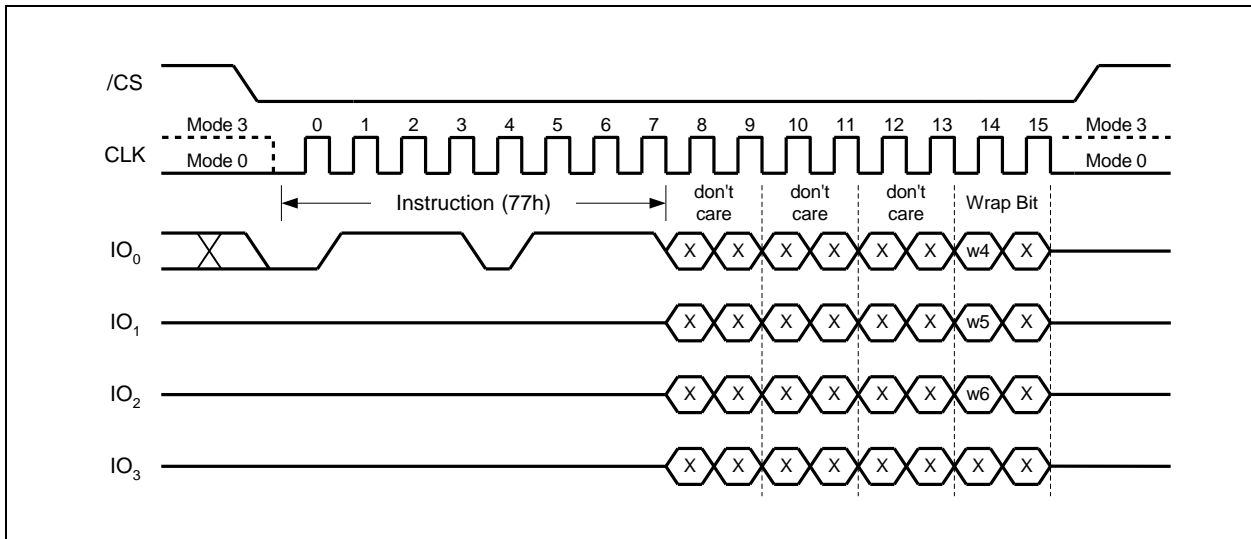 /CS
Mode 3 0 1 2 3 4 5 6 7 8 9 10 11 12 13 14 15 Mode 3
CLK Mode 0 Mode 0
Instruction (77h) don't care don't care don't care Wrap Bit
IO0 X X X X X X w4 X
IO1 X X X X X X w5 X
IO2 X X X X X X w6 X
IO3 X X X X X X X X